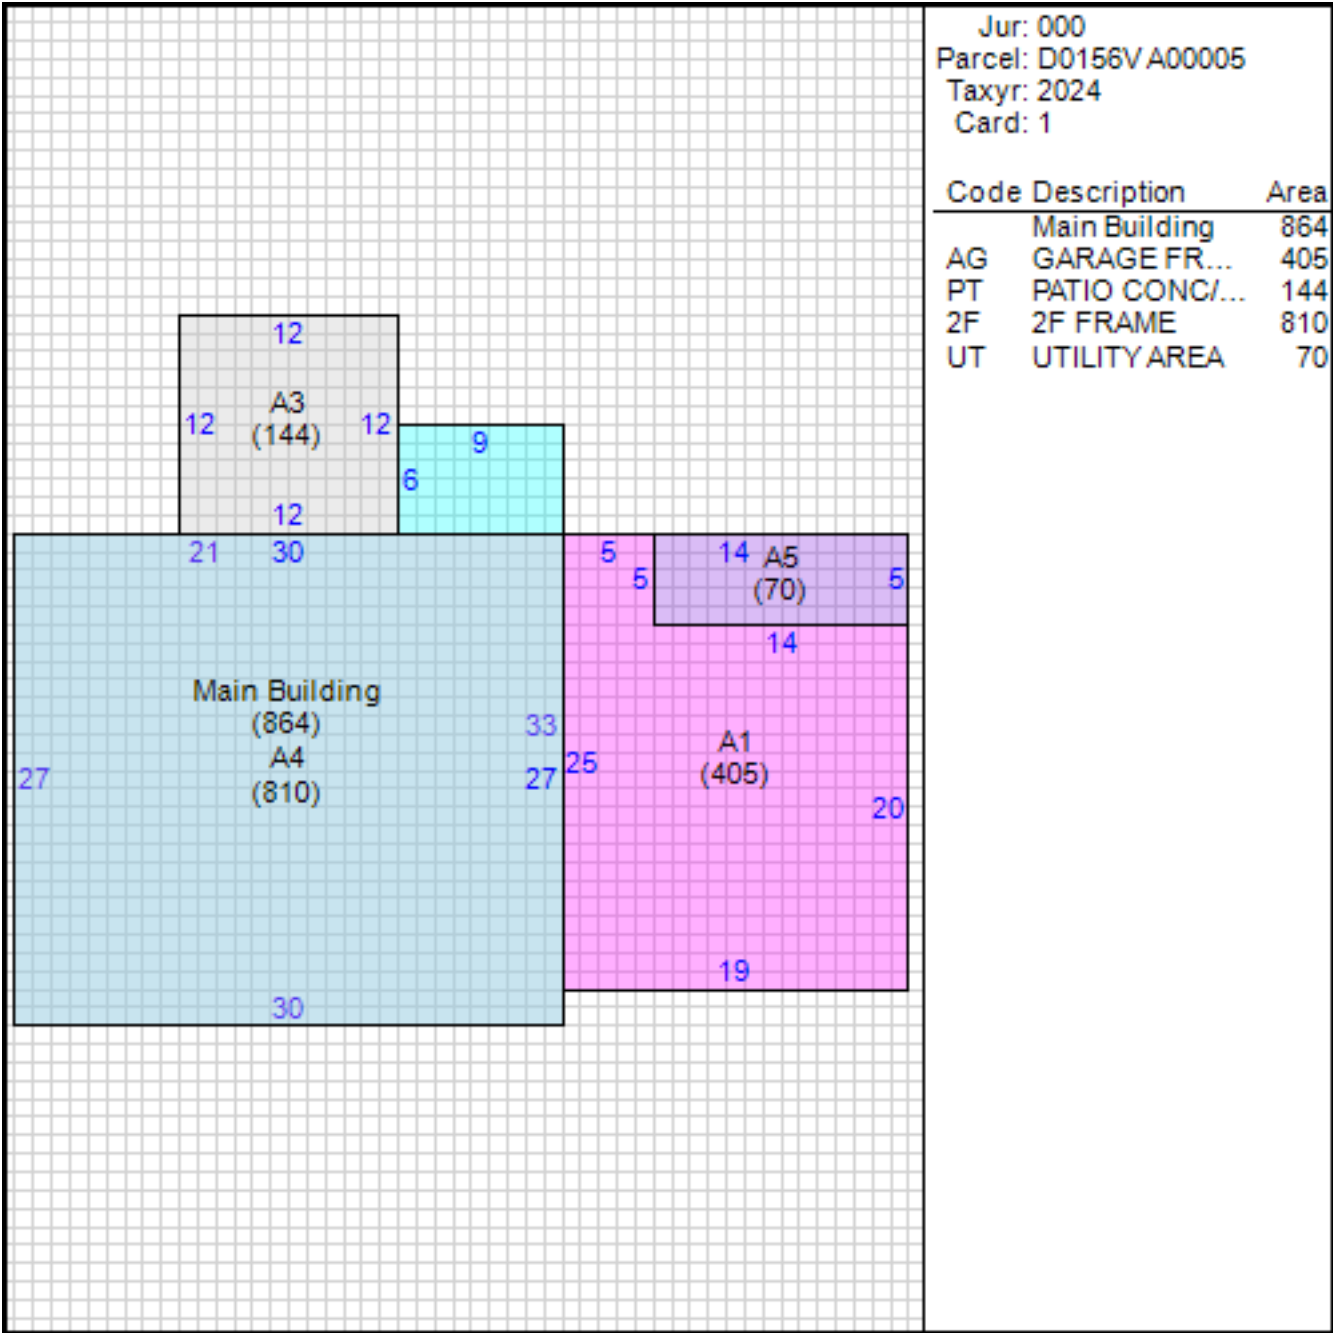 Jur: 000
Parcel: D0156V A00005
Taxyr: 2024
Card: 1
Code Description Area
Main Building 864
AG GARAGE FR... 405
PT PATIO CONC/... 144
2F 2F FRAME 810
UT UTILITY AREA 70
12
A3
12 (144) 12
12
9
6
21 30
5 14 A5
5 (70) 5
14
Main Building
(864) 33
A4
27 (810) 27
25 A1
(405)
20
19
30